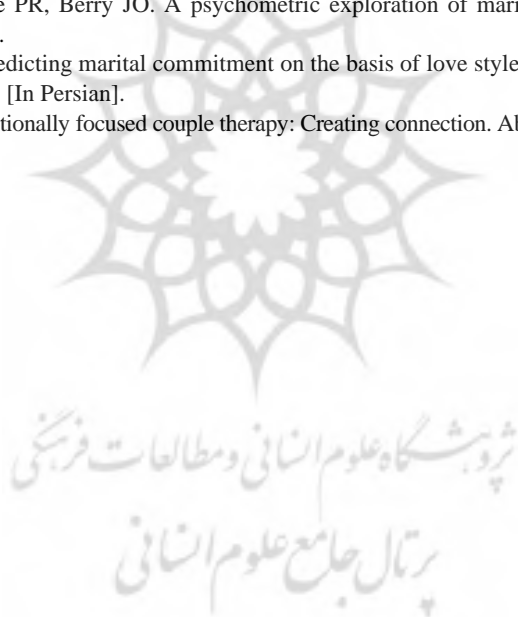 e PR, Berry JO. A psychometric exploration of mari
.
edicting marital commitment on the basis of love style
[In Persian].
tionally focused couple therapy: Creating connection. Ab
پژوهشگاه علوم انسانی و مطالعات فرهنگی
پرتال جامع علوم انسانی